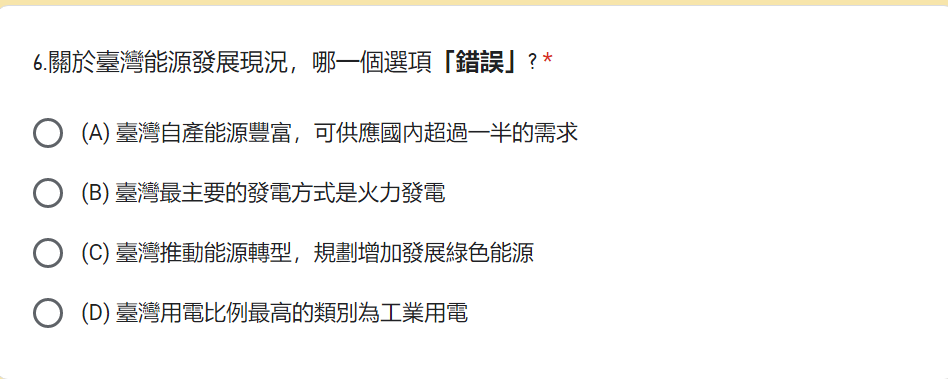 6.關於臺灣能源發展現況，哪一個選項「錯誤」? *
(A) 臺灣自產能源豐富，可供應國內超過一半的需求
(B) 臺灣最主要的發電方式是火力發電
(C) 臺灣推動能源轉型，規劃增加發展綠色能源
(D) 臺灣用電比例最高的類別為工業用電